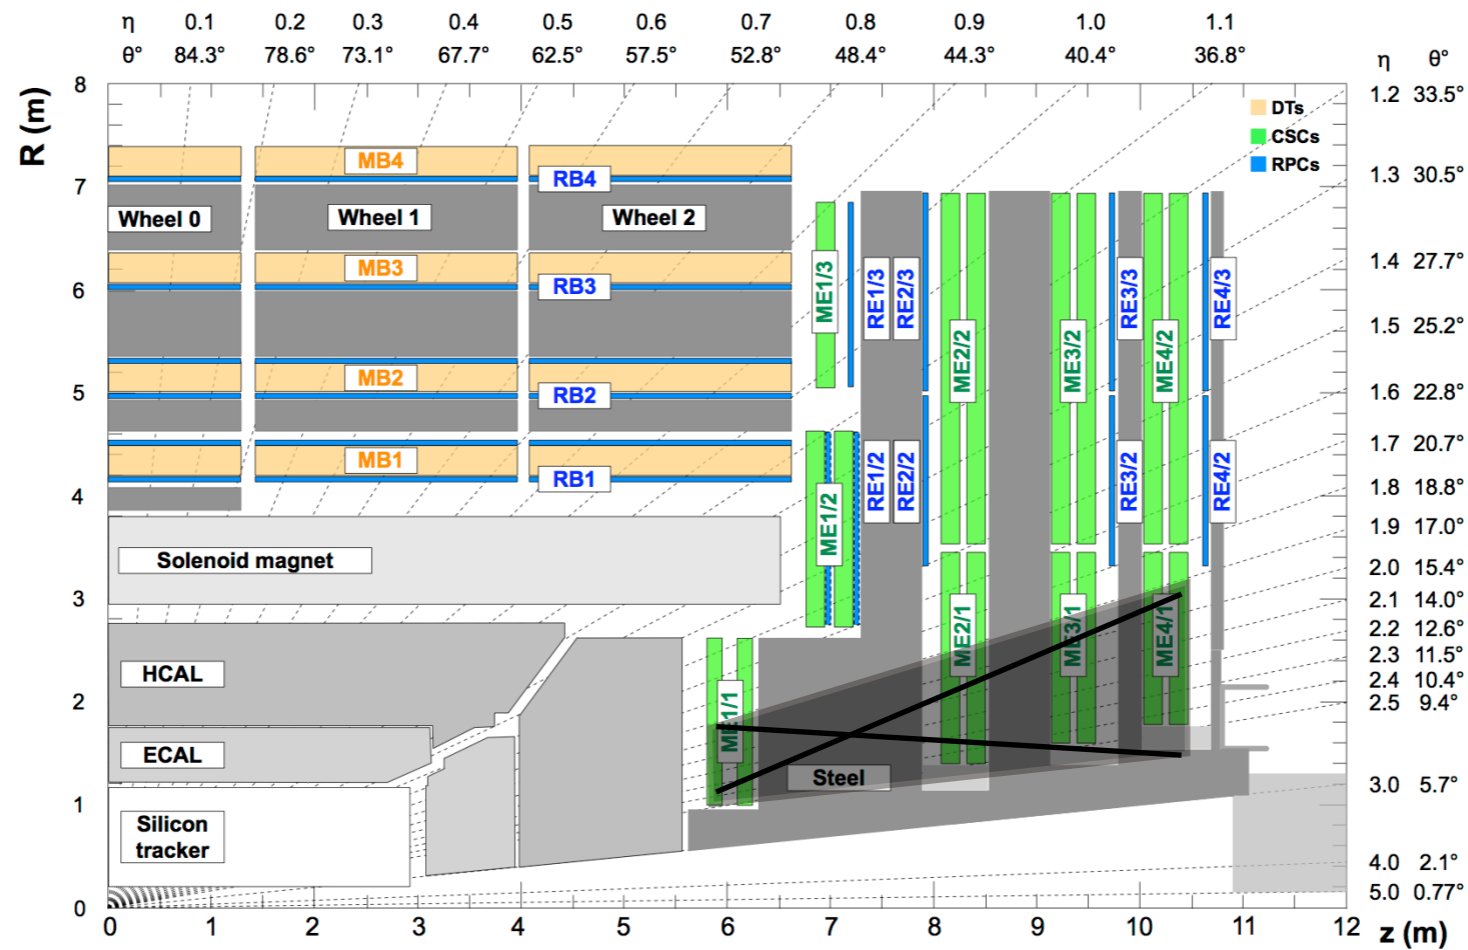 η 0.1 0.2 0.3 0.4 0.5 0.6 0.7 0.8 0.9 1.0 1.1
θ° 84.3° 78.6° 73.1° 67.7° 62.5° 57.5° 52.8° 48.4° 44.3° 40.4° 36.8°
η θ°
R (m)
8
7
6
5
4
3
2
1
0
1.2 33.5°
1.3 30.5°
1.4 27.7°
1.5 25.2°
1.6 22.8°
1.7 20.7°
1.8 18.8°
1.9 17.0°
2.0 15.4°
2.1 14.0°
2.2 12.6°
2.3 11.5°
2.4 10.4°
2.5 9.4°
3.0 5.7°
4.0 2.1°
5.0 0.77°
DTs
CSCs
RPCs
MB4
RB4
Wheel 0
Wheel 1
Wheel 2
MB3
RB3
MB2
RB2
MB1
RB1
ME1/3
RE1/3
RE2/3
ME2/2
ME3/2
RE3/3
ME4/2
RE4/3
ME1/2
RE1/2
RE2/2
RE3/2
RE4/2
Solenoid magnet
HCAL
ECAL
Silicon
tracker
ME1/1
ME2/1
ME3/1
ME4/1
Steel
0 1 2 3 4 5 6 7 8 9 10 11 12
z (m)